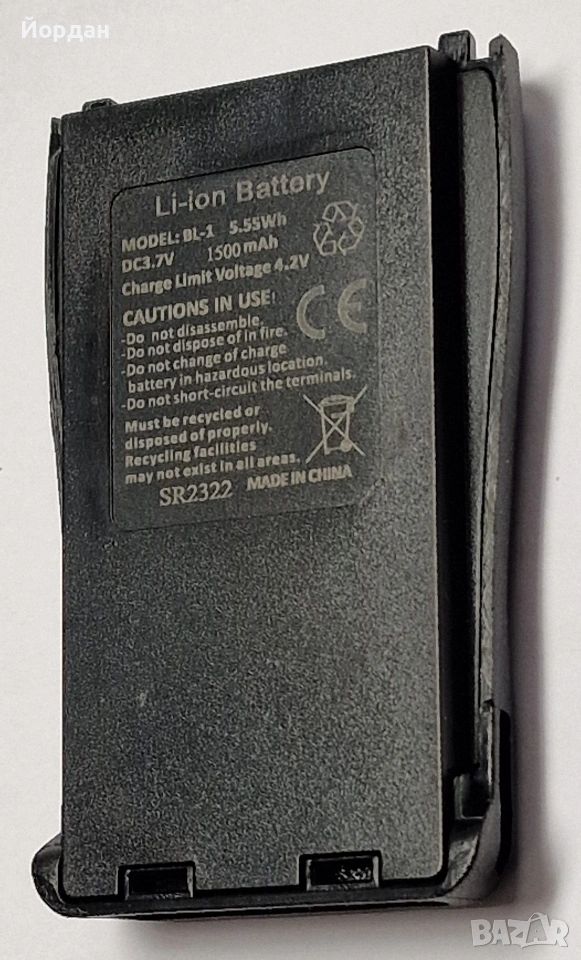 Йордан
Li-ion Battery
MODEL: BL-1 5.55Wh
DC3.7V 1500 mAh
Charge Limit Voltage 4.2V
CAUTIONS IN USE!
-Do not disassemble.
-Do not dispose of in fire.
-Do not change of charge
battery in hazardous location.
-Do not short-circuit the terminals.
Must be recycled or
disposed of properly.
Recycling facilities
may not exist in all areas.
SR2322 MADE IN CHINA
CE
BAZAR